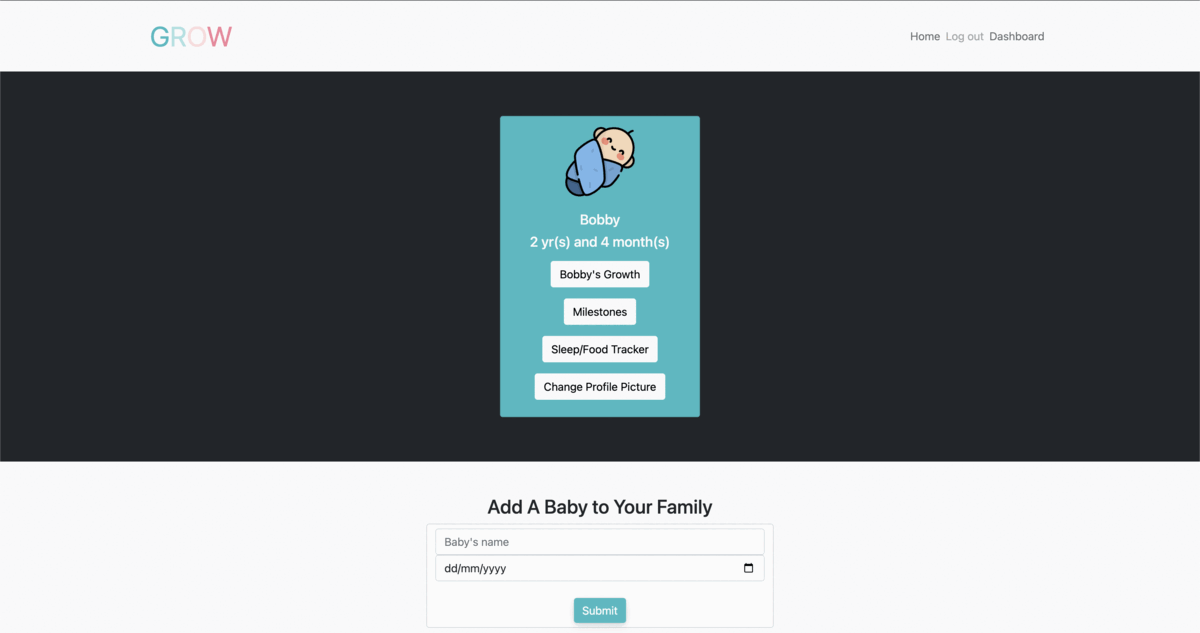 GROW
Home Log out Dashboard
Bobby
2 yr(s) and 4 month(s)
Bobby's Growth
Milestones
Sleep/Food Tracker
Change Profile Picture
Add A Baby to Your Family
Baby's name
dd/mm/yyyy
Submit